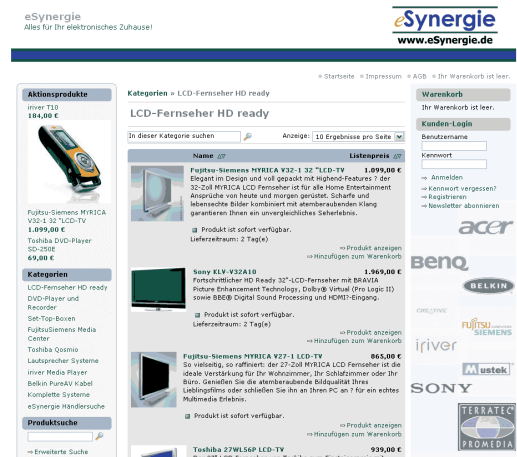 eSynergie
Alles für Ihr elektronisches Zuhause!
eSynergie
www.eSynergie.de
Startseite
Impressum
AGB
Ihr Warenkorb ist leer.
Aktionsprodukte
iriver T10
184,00 €
Fujitu-Siemens MYRICA
V32-1 32 "LCD-TV
1.099,00 €
Toshiba DVD-Player
SD-250E
69,00 €
Kategorien
LCD-Fernseher HD ready
DVD-Player und
Recorder
Set-Top-Boxen
FujitsuSiemens Media
Center
Toshiba Qosmio
Lautsprecher Systeme
iriver Media Player
Belkin PureAV Kabel
Komplette Systeme
eSynergie Händlersuche
Produktsuche
⇨ Erweiterte Suche
Kategorien » LCD-Fernseher HD ready
LCD-Fernseher HD ready
In dieser Kategorie suchen
Anzeige: 10 Ergebnisse pro Seite
Name
Listenpreis
Fujitu-Siemens MYRICA V32-1 32 "LCD-TV 1.099,00 €
Elegant im Design und voll gepackt mit Highend-Features ? der
32-Zoll MYRICA LCD Fernseher ist für alle Home Entertainment
Ansprüche von heute und morgen gerüstet. Scharfe und
lebensechte Bilder kombiniert mit atemberaubenden Klang
garantieren Ihnen ein unvergleichliches Seherlebnis.
Produkt ist sofort verfügbar.
Lieferzeitraum: 2 Tag(e)
⇨ Produkt anzeigen
⇨ Hinzufügen zum Warenkorb
Sony KLV-V32A10 1.969,00 €
Fortschrittlicher HD Ready 32"-LCD-Fernseher mit BRAVIA
Picture Enhancement Technology, Dolby® Virtual (Pro Logic II)
sowie BBE® Digital Sound Processing und HDMI?-Eingang.
Produkt ist sofort verfügbar.
Lieferzeitraum: 2 Tag(e)
⇨ Produkt anzeigen
⇨ Hinzufügen zum Warenkorb
Fujitu-Siemens MYRICA V27-1 LCD-TV 865,00 €
So vielseitig, so raffiniert: der 27-Zoll MYRICA LCD Fernseher ist die
ideale Verstärkung für Ihr Wohnzimmer, Ihr Schlafzimmer oder Ihr
Büro. Genießen Sie die atemberaubende Bildqualität Ihres
Lieblingsfilms oder schließen Sie ihn an Ihren PC an ? für ein echtes
Multimedia Erlebnis.
Produkt ist sofort verfügbar.
⇨ Produkt anzeigen
⇨ Hinzufügen zum Warenkorb
Toshiba 27WL56P LCD-TV 939,00 €
Warenkorb
Ihr Warenkorb ist leer.
Kunden-Login
Benutzername
Kennwort
⇨ Anmelden
⇨ Kennwort vergessen?
⇨ Registrieren
⇨ Newsletter abonnieren
acer
BenQ
BELKIN
CREATIVE
FUJITSU
SIEMENS
iriver
Mustek
SONY
TERRATEC
PROMEDIA